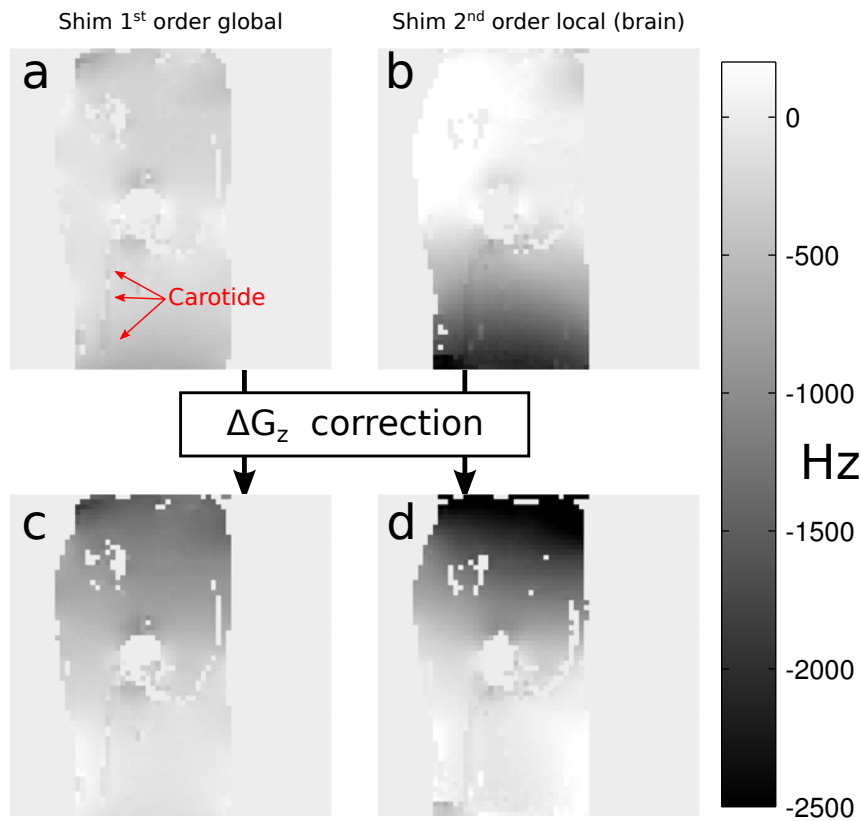 Shim 1st order global
Shim 2nd order local (brain)
a
b
Carotide
ΔGz correction
c
d
0
-500
-1000
Hz
-1500
-2000
-2500